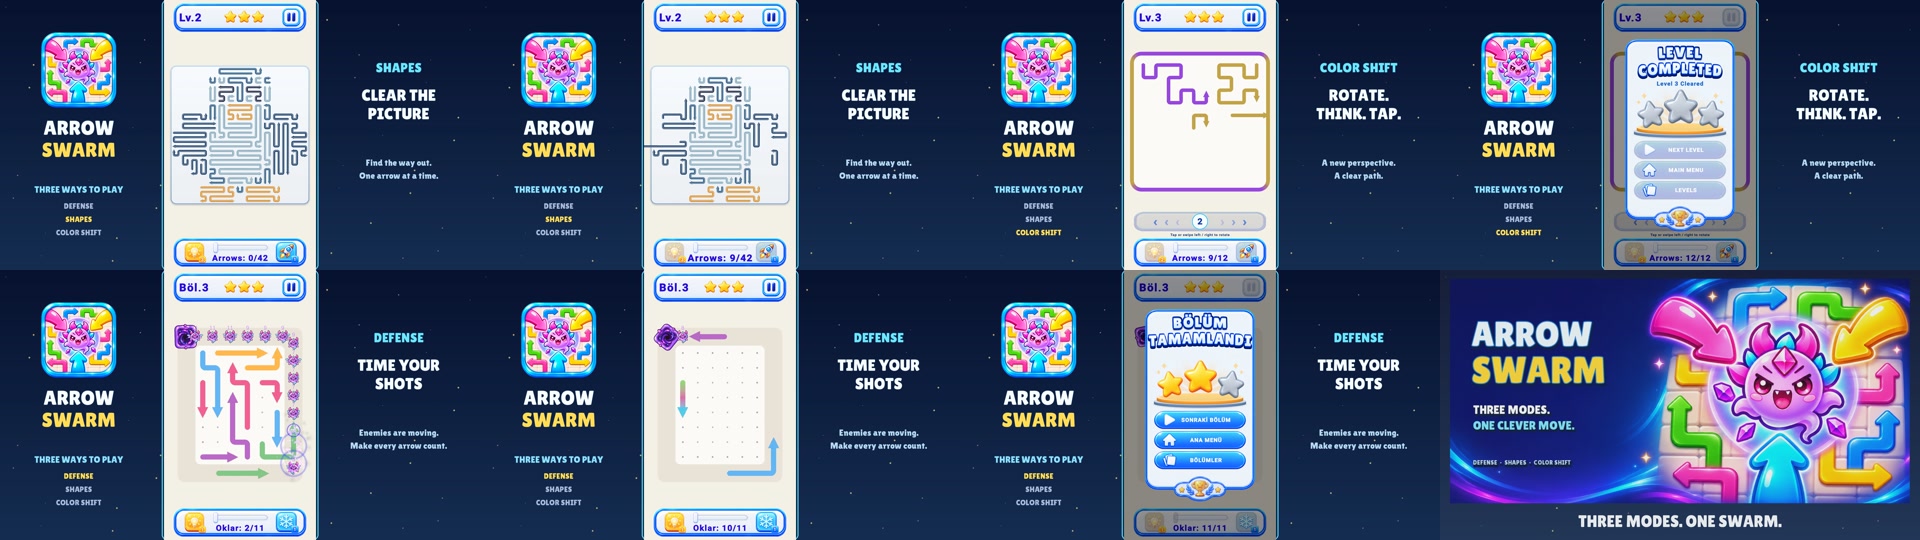 ARROW
SWARM
THREE WAYS TO PLAY
DEFENSE
SHAPES
COLOR SHIFT
Lv.2
Arrows: 0/42
SHAPES
CLEAR THE
PICTURE
Find the way out.
One arrow at a time.
ARROW
SWARM
THREE WAYS TO PLAY
DEFENSE
SHAPES
COLOR SHIFT
Lv.2
Arrows: 9/42
SHAPES
CLEAR THE
PICTURE
Find the way out.
One arrow at a time.
ARROW
SWARM
THREE WAYS TO PLAY
DEFENSE
SHAPES
COLOR SHIFT
Lv.3
2
Tap or swipe left / right to rotate
Arrows: 9/12
COLOR SHIFT
ROTATE.
THINK. TAP.
A new perspective.
A clear path.
ARROW
SWARM
THREE WAYS TO PLAY
DEFENSE
SHAPES
COLOR SHIFT
Lv.3
LEVEL
COMPLETED
Level 3 Cleared
NEXT LEVEL
MAIN MENU
LEVELS
Arrows: 12/12
COLOR SHIFT
ROTATE.
THINK. TAP.
A new perspective.
A clear path.
ARROW
SWARM
THREE WAYS TO PLAY
DEFENSE
SHAPES
COLOR SHIFT
Böl.3
Oklar: 2/11
DEFENSE
TIME YOUR
SHOTS
Enemies are moving.
Make every arrow count.
ARROW
SWARM
THREE WAYS TO PLAY
DEFENSE
SHAPES
COLOR SHIFT
Böl.3
Oklar: 10/11
DEFENSE
TIME YOUR
SHOTS
Enemies are moving.
Make every arrow count.
ARROW
SWARM
THREE WAYS TO PLAY
DEFENSE
SHAPES
COLOR SHIFT
Böl.3
BÖLÜM
TAMAMLANDI
SONRAKİ BÖLÜM
ANA MENÜ
BÖLÜMLER
Oklar: 11/11
DEFENSE
TIME YOUR
SHOTS
Enemies are moving.
Make every arrow count.
ARROW
SWARM
THREE MODES.
ONE CLEVER MOVE.
DEFENSE · SHAPES · COLOR SHIFT
THREE MODES. ONE SWARM.